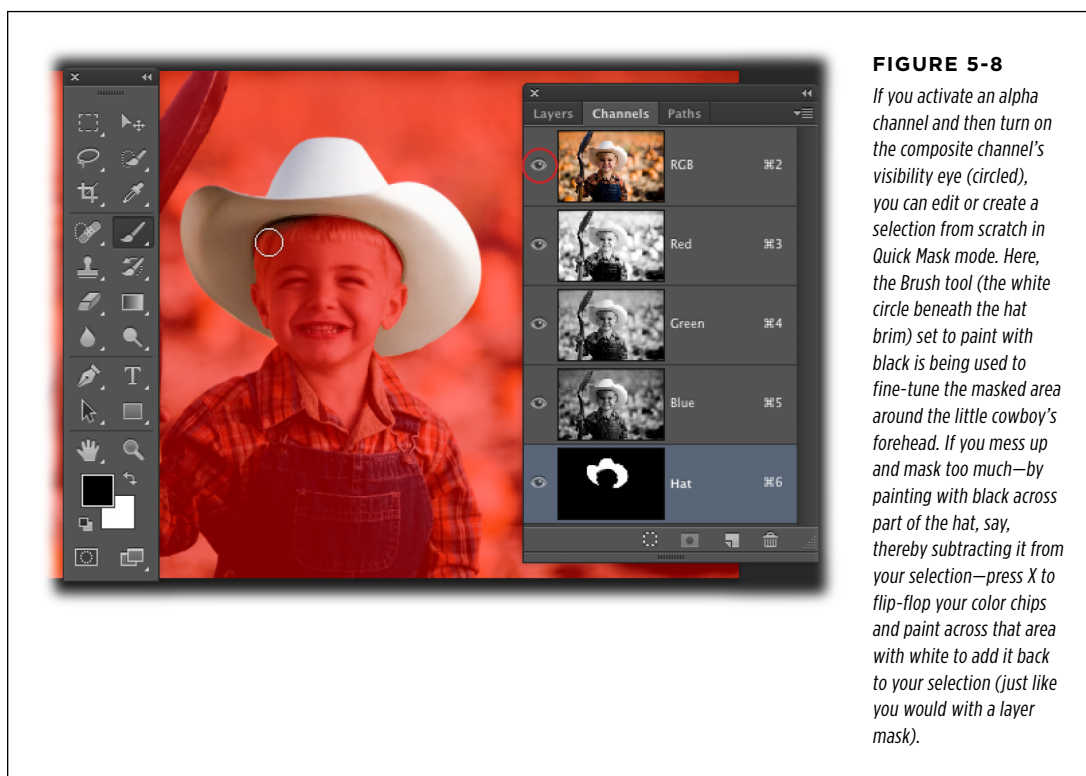 Layers Channels Paths
RGB ⌘2
Red ⌘3
Green ⌘4
Blue ⌘5
Hat ⌘6
T
FIGURE 5-8
If you activate an alpha
channel and then turn on
the composite channel’s
visibility eye (circled),
you can edit or create a
selection from scratch in
Quick Mask mode. Here,
the Brush tool (the white
circle beneath the hat
brim) set to paint with
black is being used to
fine-tune the masked area
around the little cowboy’s
forehead. If you mess up
and mask too much—by
painting with black across
part of the hat, say,
thereby subtracting it from
your selection—press X to
flip-flop your color chips
and paint across that area
with white to add it back
to your selection (just like
you would with a layer
mask).